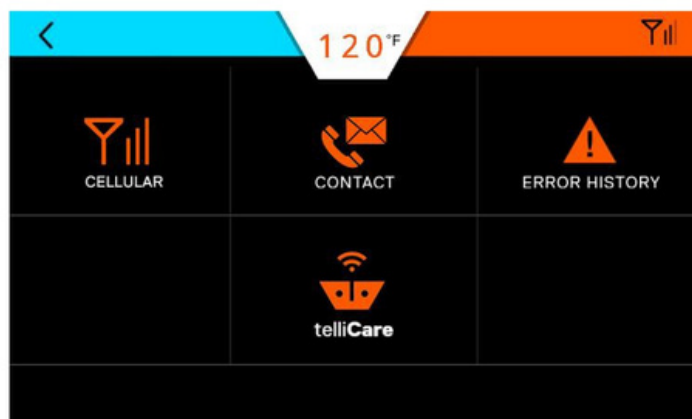 120°F
CELLULAR
CONTACT
ERROR HISTORY
telliCare